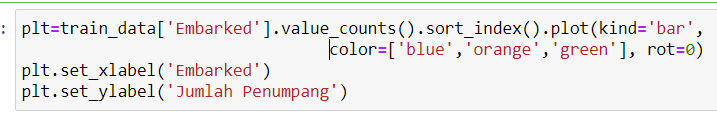 : plt=train_data['Embarked'].value_counts().sort_index().plot(kind='bar',
color=['blue','orange','green'], rot=0)
plt.set_xlabel('Embarked')
plt.set_ylabel('Jumlah Penumpang')